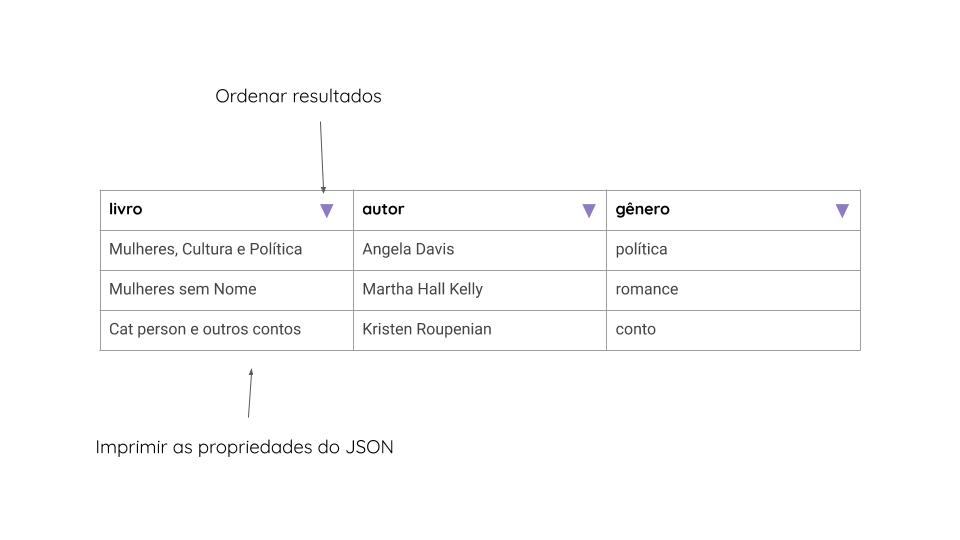 Ordenar resultados
livro autor gênero
Mulheres, Cultura e Política Angela Davis política
Mulheres sem Nome Martha Hall Kelly romance
Cat person e outros contos Kristen Roupenian conto
Imprimir as propriedades do JSON